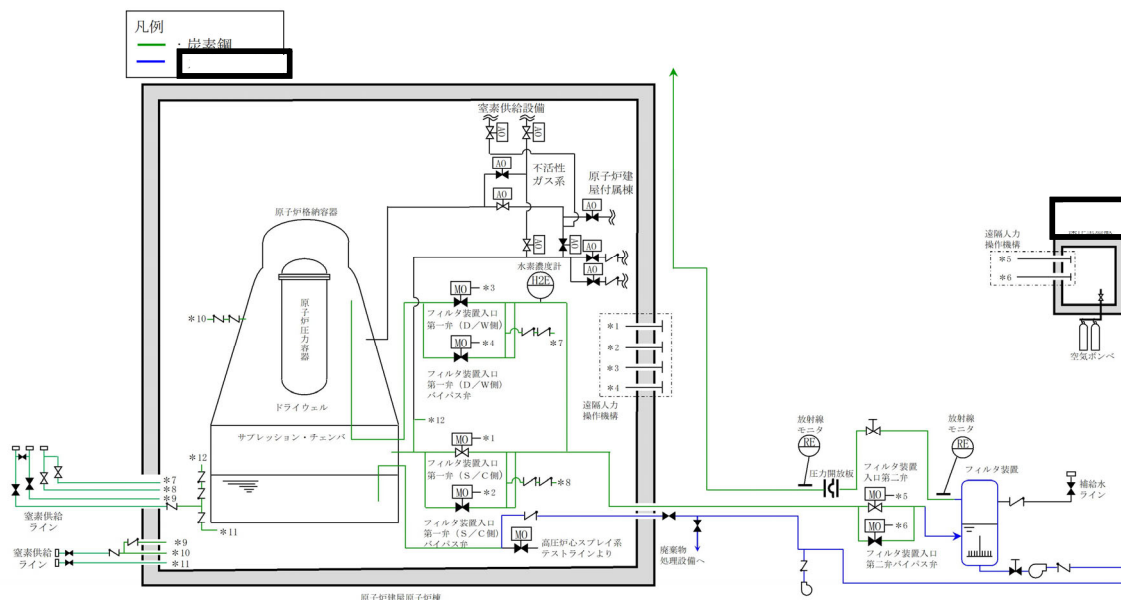 凡例
：炭素鋼
窒素供給設備
AO
AO
AO
不活性
ガス系
原子炉建
屋付属棟
AO
AO
AO
AO
AO
AO
原子炉格納容器
水素濃度計
H2E
遠隔人力
操作機構
*5
*6
空気ボンベ
原子炉圧力容器
*10
MO
*3
フィルタ装置入口
第一弁（D／W側）
MO
*4
*7
フィルタ装置入口
第一弁（D／W側）
バイパス弁
*1
*2
*3
*4
遠隔人力
操作機構
ドライウェル
*12
サプレッション・チェンバ
MO
*1
フィルタ装置入口
第一弁（S／C側）
MO
*2
*8
フィルタ装置入口
第一弁（S／C側）
バイパス弁
*12
*7
*8
*9
*11
窒素供給
ライン
*9
*10
*11
窒素供給
ライン
MO
高圧炉心スプレイ系
テストラインより
廃棄物
処理設備へ
放射線
モニタ
RE
放射線
モニタ
RE
圧力開放板
フィルタ装置
入口第二弁
MO
*5
MO
*6
フィルタ装置入口
第二弁バイパス弁
フィルタ装置
補給水
ライン
原子炉建屋原子炉棟